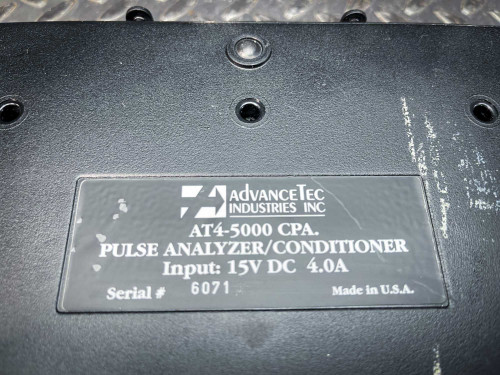 ADVANCETEC
INDUSTRIES INC
AT4-5000 CPA.
PULSE ANALYZER/CONDITIONER
Input: 15V DC 4.0A
Serial # 6071
Made in U.S.A.